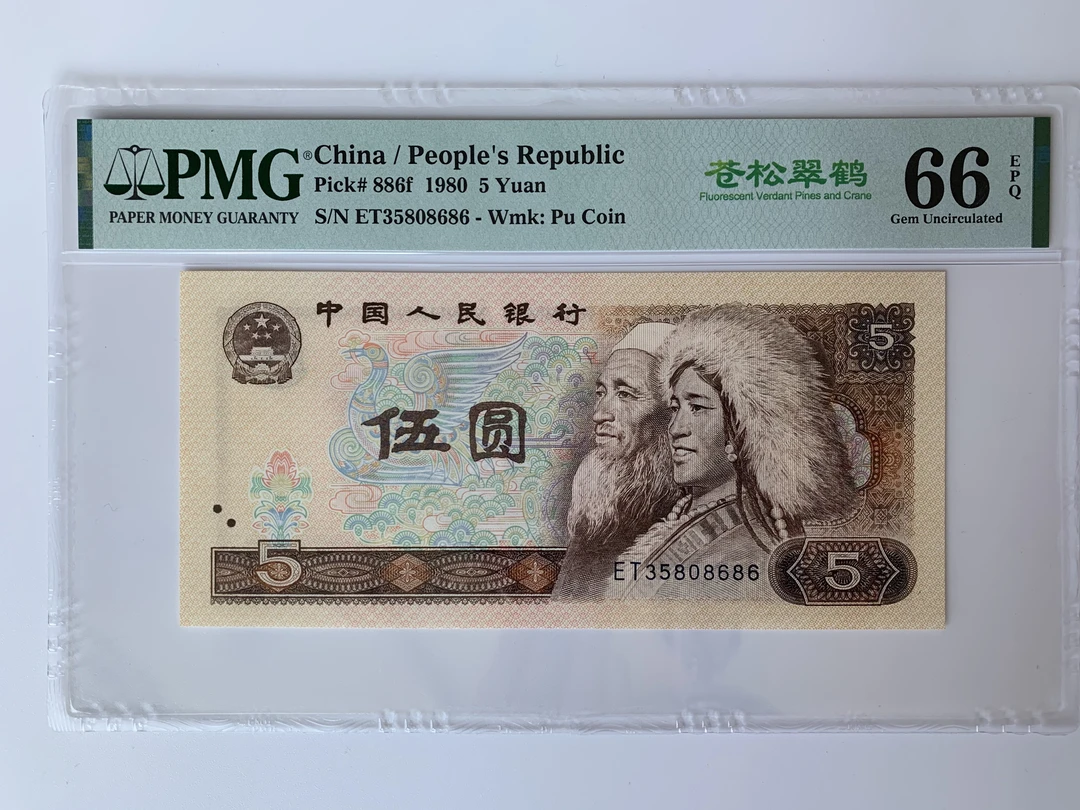 PMG®
PAPER MONEY GUARANTY
China / People's Republic
Pick# 886f 1980 5 Yuan
S/N ET35808686 - Wmk: Pu Coin
苍松翠鹤
Fluorescent Verdant Pines and Crane
66
Gem Uncirculated
EPQ
中国人民银行
5
伍圆
5
ET35808686
5